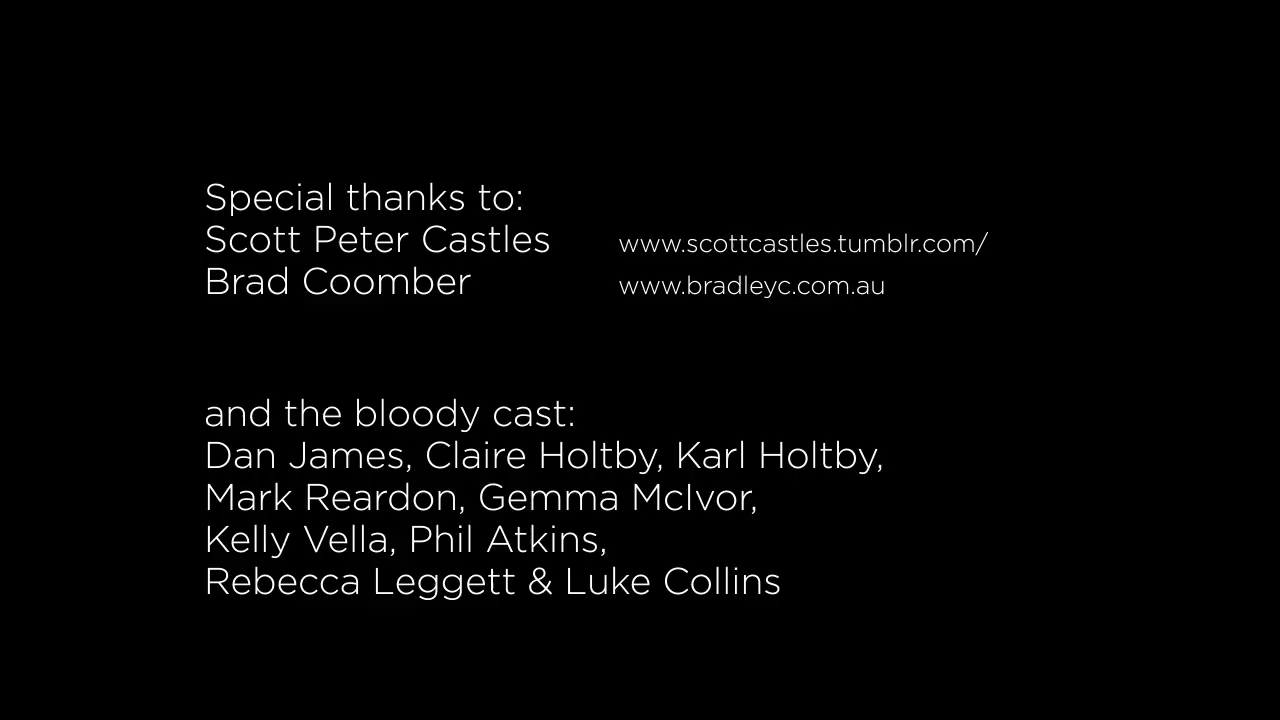 Special thanks to:
Scott Peter Castles www.scottcastles.tumblr.com/
Brad Coomber www.bradleyc.com.au
and the bloody cast:
Dan James, Claire Holtby, Karl Holtby,
Mark Reardon, Gemma McIvor,
Kelly Vella, Phil Atkins,
Rebecca Leggett & Luke Collins